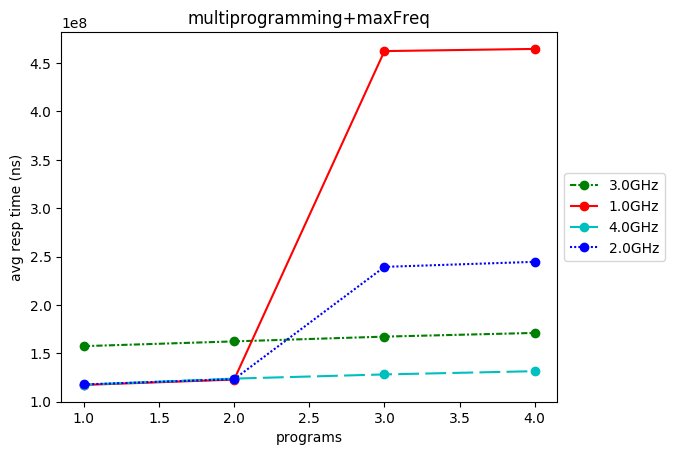 multiprogramming+maxFreq
1e8
4.5
4.0
3.5
3.0
2.5
2.0
1.5
1.0
avg resp time (ns)
1.0 1.5 2.0 2.5 3.0 3.5 4.0
programs
3.0GHz
1.0GHz
4.0GHz
2.0GHz